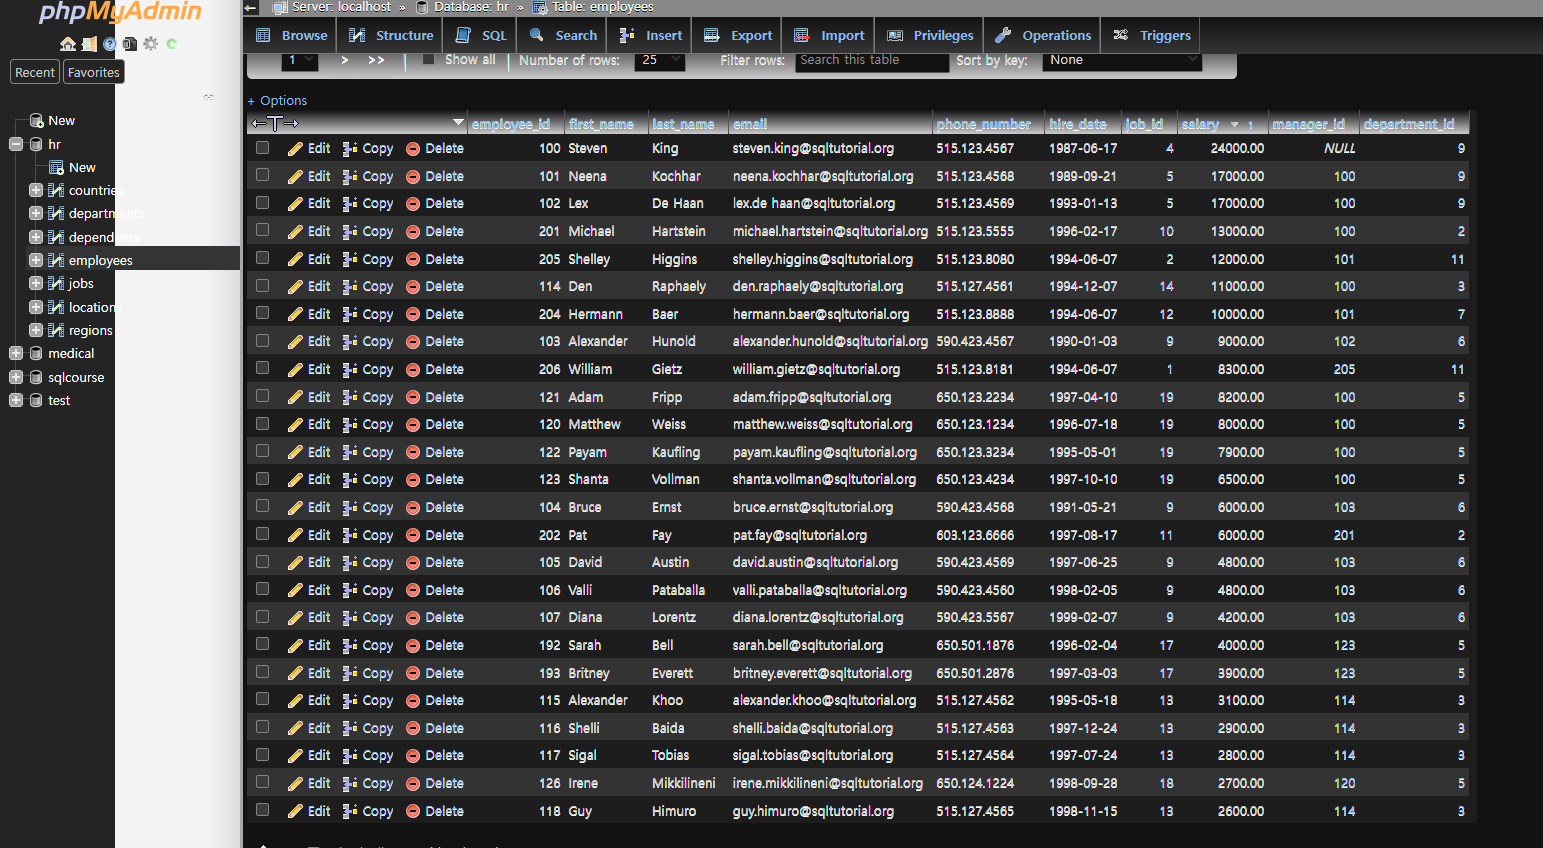 phpMyAdmin
Recent Favorites
New
hr
New
countries
departments
dependents
employees
jobs
locations
regions
medical
sqlcourse
test
Server: localhost » Database: hr » Table: employees
Browse Structure SQL Search Insert Export Import Privileges Operations Triggers
1 > >> Show all Number of rows: 25 Filter rows: Search this table Sort by key: None
+ Options
←T→ employee_id first_name last_name email phone_number hire_date job_id salary 1 manager_id department_id
Edit Copy Delete 100 Steven King steven.king@sqltutorial.org 515.123.4567 1987-06-17 4 24000.00 NULL 9
Edit Copy Delete 101 Neena Kochhar neena.kochhar@sqltutorial.org 515.123.4568 1989-09-21 5 17000.00 100 9
Edit Copy Delete 102 Lex De Haan lex.de haan@sqltutorial.org 515.123.4569 1993-01-13 5 17000.00 100 9
Edit Copy Delete 201 Michael Hartstein michael.hartstein@sqltutorial.org 515.123.5555 1996-02-17 10 13000.00 100 2
Edit Copy Delete 205 Shelley Higgins shelley.higgins@sqltutorial.org 515.123.8080 1994-06-07 2 12000.00 101 11
Edit Copy Delete 114 Den Raphaely den.raphaely@sqltutorial.org 515.127.4561 1994-12-07 14 11000.00 100 3
Edit Copy Delete 204 Hermann Baer hermann.baer@sqltutorial.org 515.123.8888 1994-06-07 12 10000.00 101 7
Edit Copy Delete 103 Alexander Hunold alexander.hunold@sqltutorial.org 590.423.4567 1990-01-03 9 9000.00 102 6
Edit Copy Delete 206 William Gietz william.gietz@sqltutorial.org 515.123.8181 1994-06-07 1 8300.00 205 11
Edit Copy Delete 121 Adam Fripp adam.fripp@sqltutorial.org 650.123.2234 1997-04-10 19 8200.00 100 5
Edit Copy Delete 120 Matthew Weiss matthew.weiss@sqltutorial.org 650.123.1234 1996-07-18 19 8000.00 100 5
Edit Copy Delete 122 Payam Kaufling payam.kaufling@sqltutorial.org 650.123.3234 1995-05-01 19 7900.00 100 5
Edit Copy Delete 123 Shanta Vollman shanta.vollman@sqltutorial.org 650.123.4234 1997-10-10 19 6500.00 100 5
Edit Copy Delete 104 Bruce Ernst bruce.ernst@sqltutorial.org 590.423.4568 1991-05-21 9 6000.00 103 6
Edit Copy Delete 202 Pat Fay pat.fay@sqltutorial.org 603.123.6666 1997-08-17 11 6000.00 201 2
Edit Copy Delete 105 David Austin david.austin@sqltutorial.org 590.423.4569 1997-06-25 9 4800.00 103 6
Edit Copy Delete 106 Valli Pataballa valli.pataballa@sqltutorial.org 590.423.4560 1998-02-05 9 4800.00 103 6
Edit Copy Delete 107 Diana Lorentz diana.lorentz@sqltutorial.org 590.423.5567 1999-02-07 9 4200.00 103 6
Edit Copy Delete 192 Sarah Bell sarah.bell@sqltutorial.org 650.501.1876 1996-02-04 17 4000.00 123 5
Edit Copy Delete 193 Britney Everett britney.everett@sqltutorial.org 650.501.2876 1997-03-03 17 3900.00 123 5
Edit Copy Delete 115 Alexander Khoo alexander.khoo@sqltutorial.org 515.127.4562 1995-05-18 13 3100.00 114 3
Edit Copy Delete 116 Shelli Baida shelli.baida@sqltutorial.org 515.127.4563 1997-12-24 13 2900.00 114 3
Edit Copy Delete 117 Sigal Tobias sigal.tobias@sqltutorial.org 515.127.4564 1997-07-24 13 2800.00 114 3
Edit Copy Delete 126 Irene Mikkilineni irene.mikkilineni@sqltutorial.org 650.124.1224 1998-09-28 18 2700.00 120 5
Edit Copy Delete 118 Guy Himuro guy.himuro@sqltutorial.org 515.127.4565 1998-11-15 13 2600.00 114 3